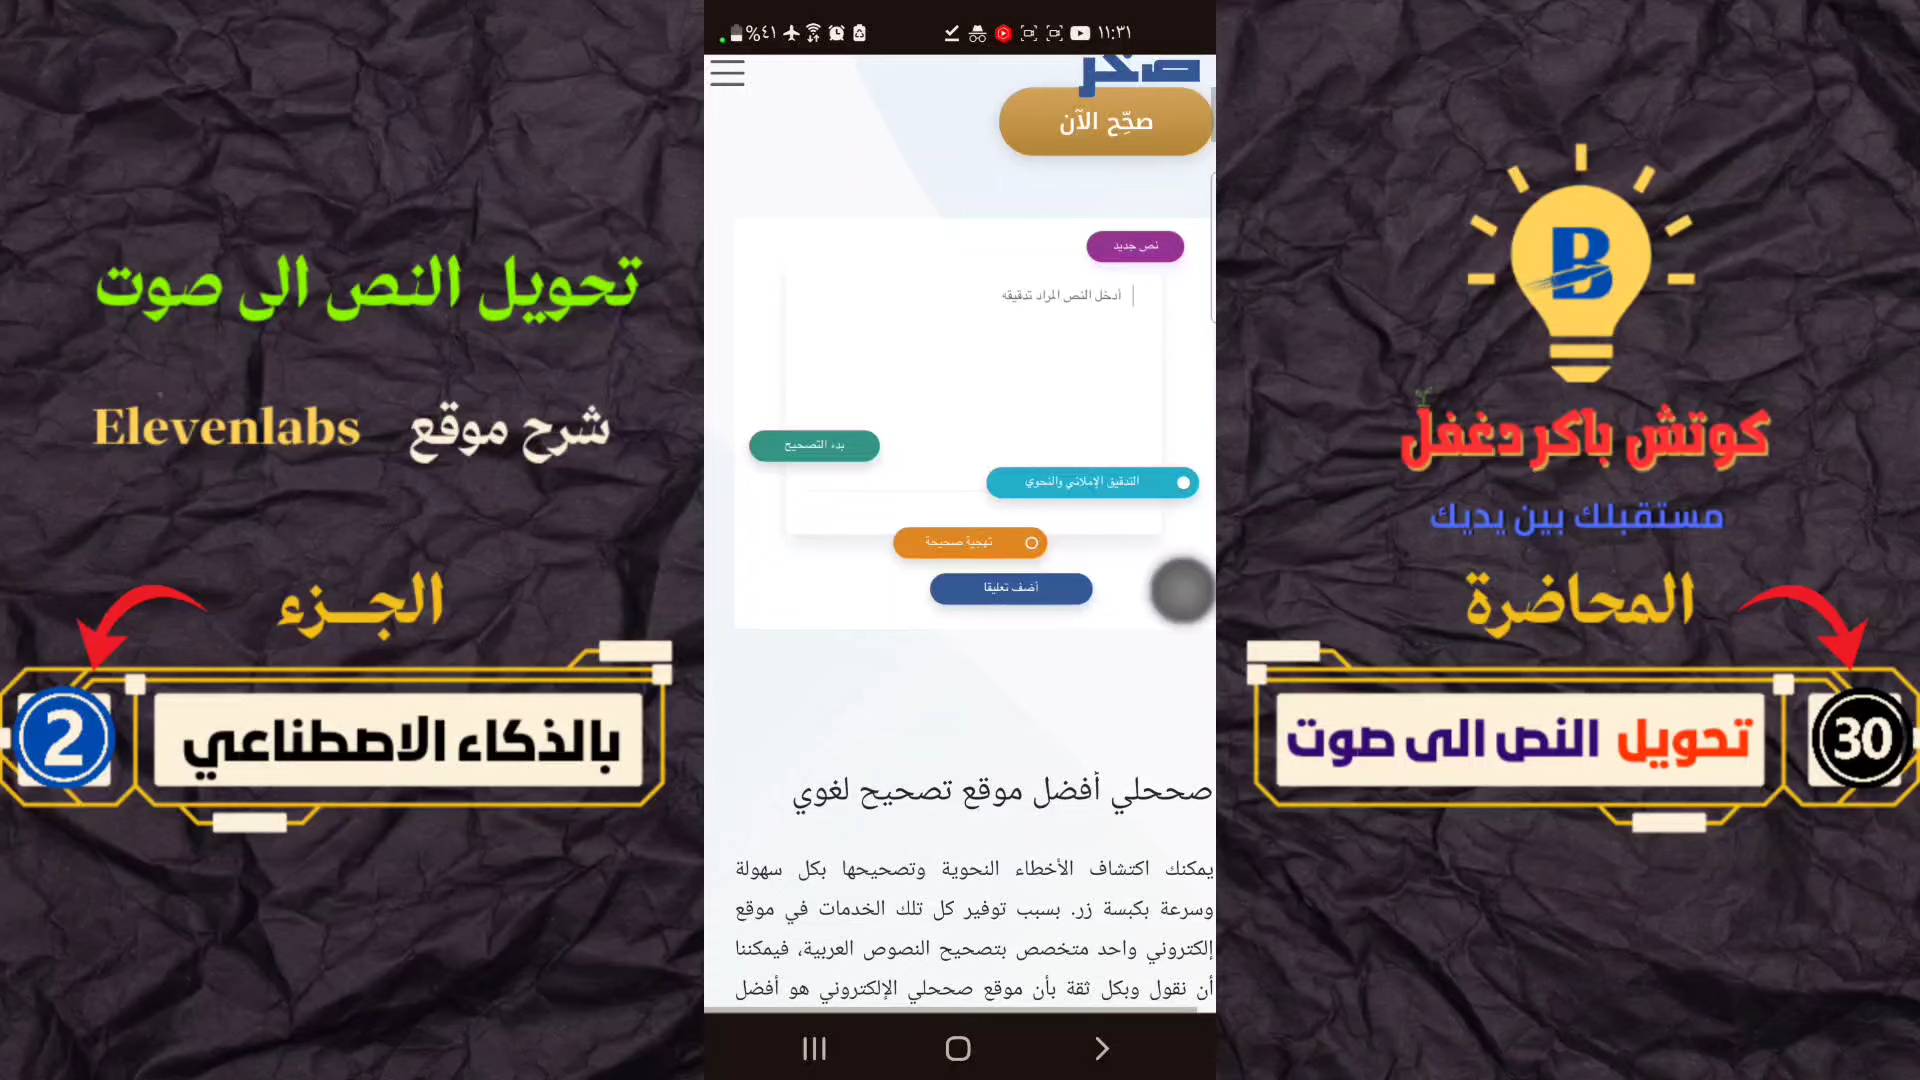 ٤١%
١١:٣١
صخر
صحِّح الآن
نص جديد
أدخل النص المراد تدقيقه
بدء التصحيح
التدقيق الإملائي والنحوي
تهجية صحيحة
أضف تعليقا
صححلي أفضل موقع تصحيح لغوي
يمكنك اكتشاف الأخطاء النحوية وتصحيحها بكل سهولة
وسرعة بكبسة زر. بسبب توفير كل تلك الخدمات في موقع
إلكتروني واحد متخصص بتصحيح النصوص العربية، فيمكننا
أن نقول وبكل ثقة بأن موقع صححلي الإلكتروني هو أفضل
B
كوتش باكر دغفل
مستقبلك بين يديك
المحاضرة
تحويل النص الى صوت
30
تحويل النص الى صوت
شرح موقع Elevenlabs
الجزء
بالذكاء الاصطناعي
2